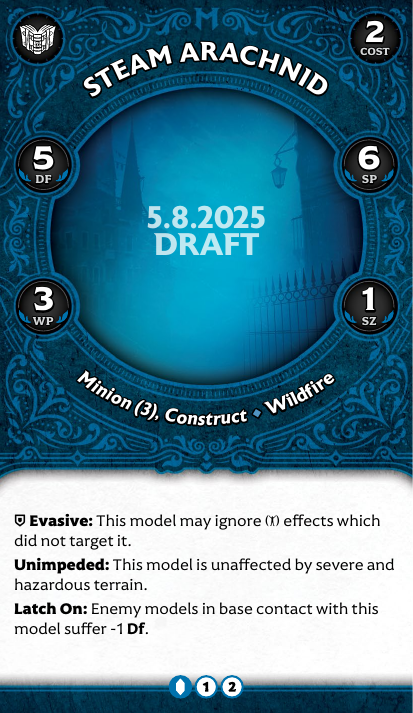 2
COST
STEAM ARACHNID
5
DF
6
SP
5.8.2025
DRAFT
3
WP
1
SZ
Minion (3), Construct ◆ Wildfire
Evasive: This model may ignore effects which
did not target it.
Unimpeded: This model is unaffected by severe and
hazardous terrain.
Latch On: Enemy models in base contact with this
model suffer -1 Df.
1 2